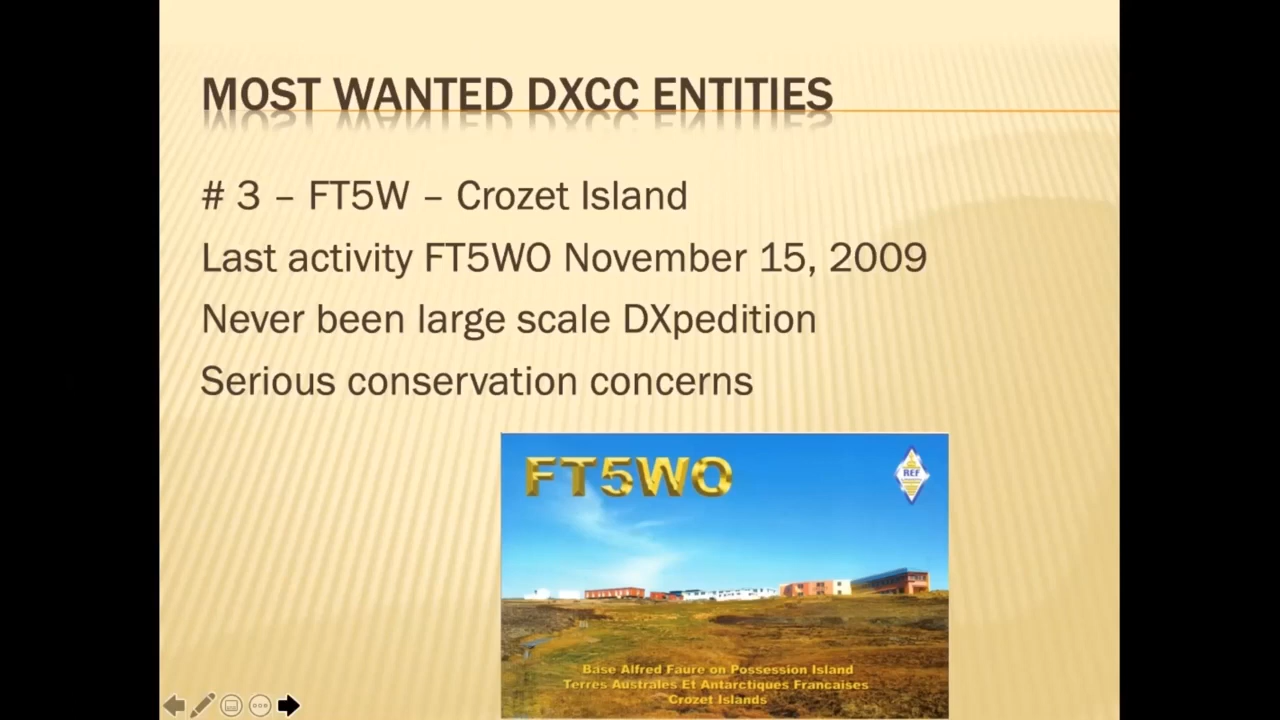 MOST WANTED DXCC ENTITIES
# 3 – FT5W – Crozet Island
Last activity FT5WO November 15, 2009
Never been large scale DXpedition
Serious conservation concerns
FT5WO
REF
Base Alfred Faure on Possession Island
Terres Australes Et Antarctiques Francaises
Crozet Islands